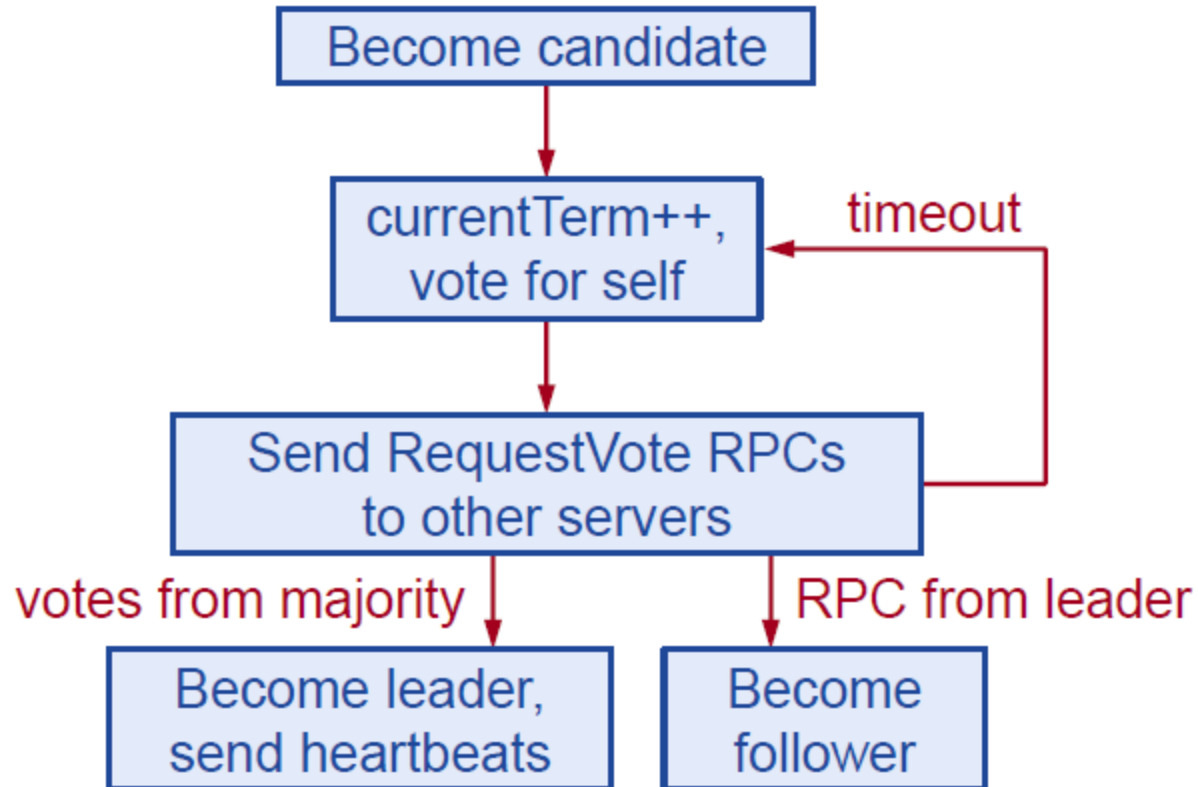 Become candidate
currentTerm++,
vote for self
timeout
Send RequestVote RPCs
to other servers
votes from majority
RPC from leader
Become leader,
send heartbeats
Become
follower